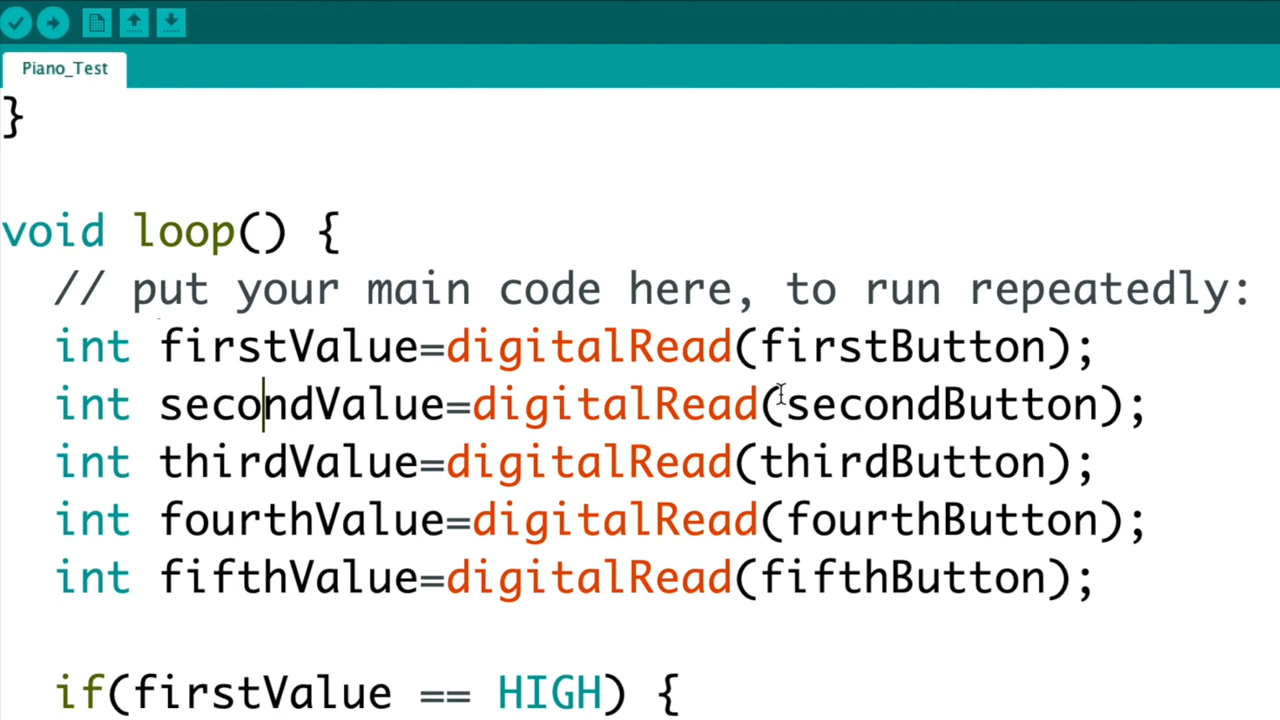 Piano_Test
}
void loop() {
// put your main code here, to run repeatedly:
int firstValue=digitalRead(firstButton);
int secondValue=digitalRead(secondButton);
int thirdValue=digitalRead(thirdButton);
int fourthValue=digitalRead(fourthButton);
int fifthValue=digitalRead(fifthButton);
if(firstValue == HIGH) {